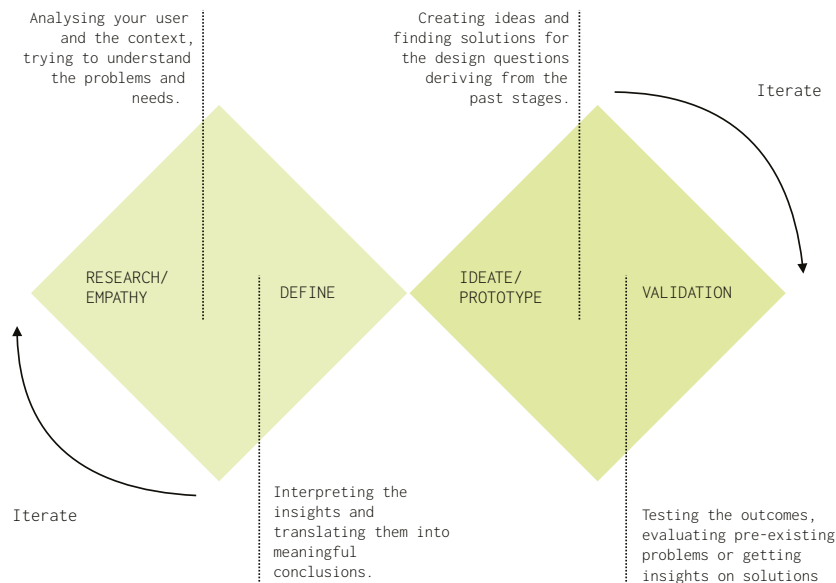 Analysing your user
and the context,
trying to understand
the problems and
needs.
Creating ideas and
finding solutions for
the design questions
deriving from the
past stages.
Iterate
RESEARCH/
EMPATHY
DEFINE
IDEATE/
PROTOTYPE
VALIDATION
Iterate
Interpreting the
insights and
translating them into
meaningful
conclusions.
Testing the outcomes,
evaluating pre-existing
problems or getting
insights on solutions